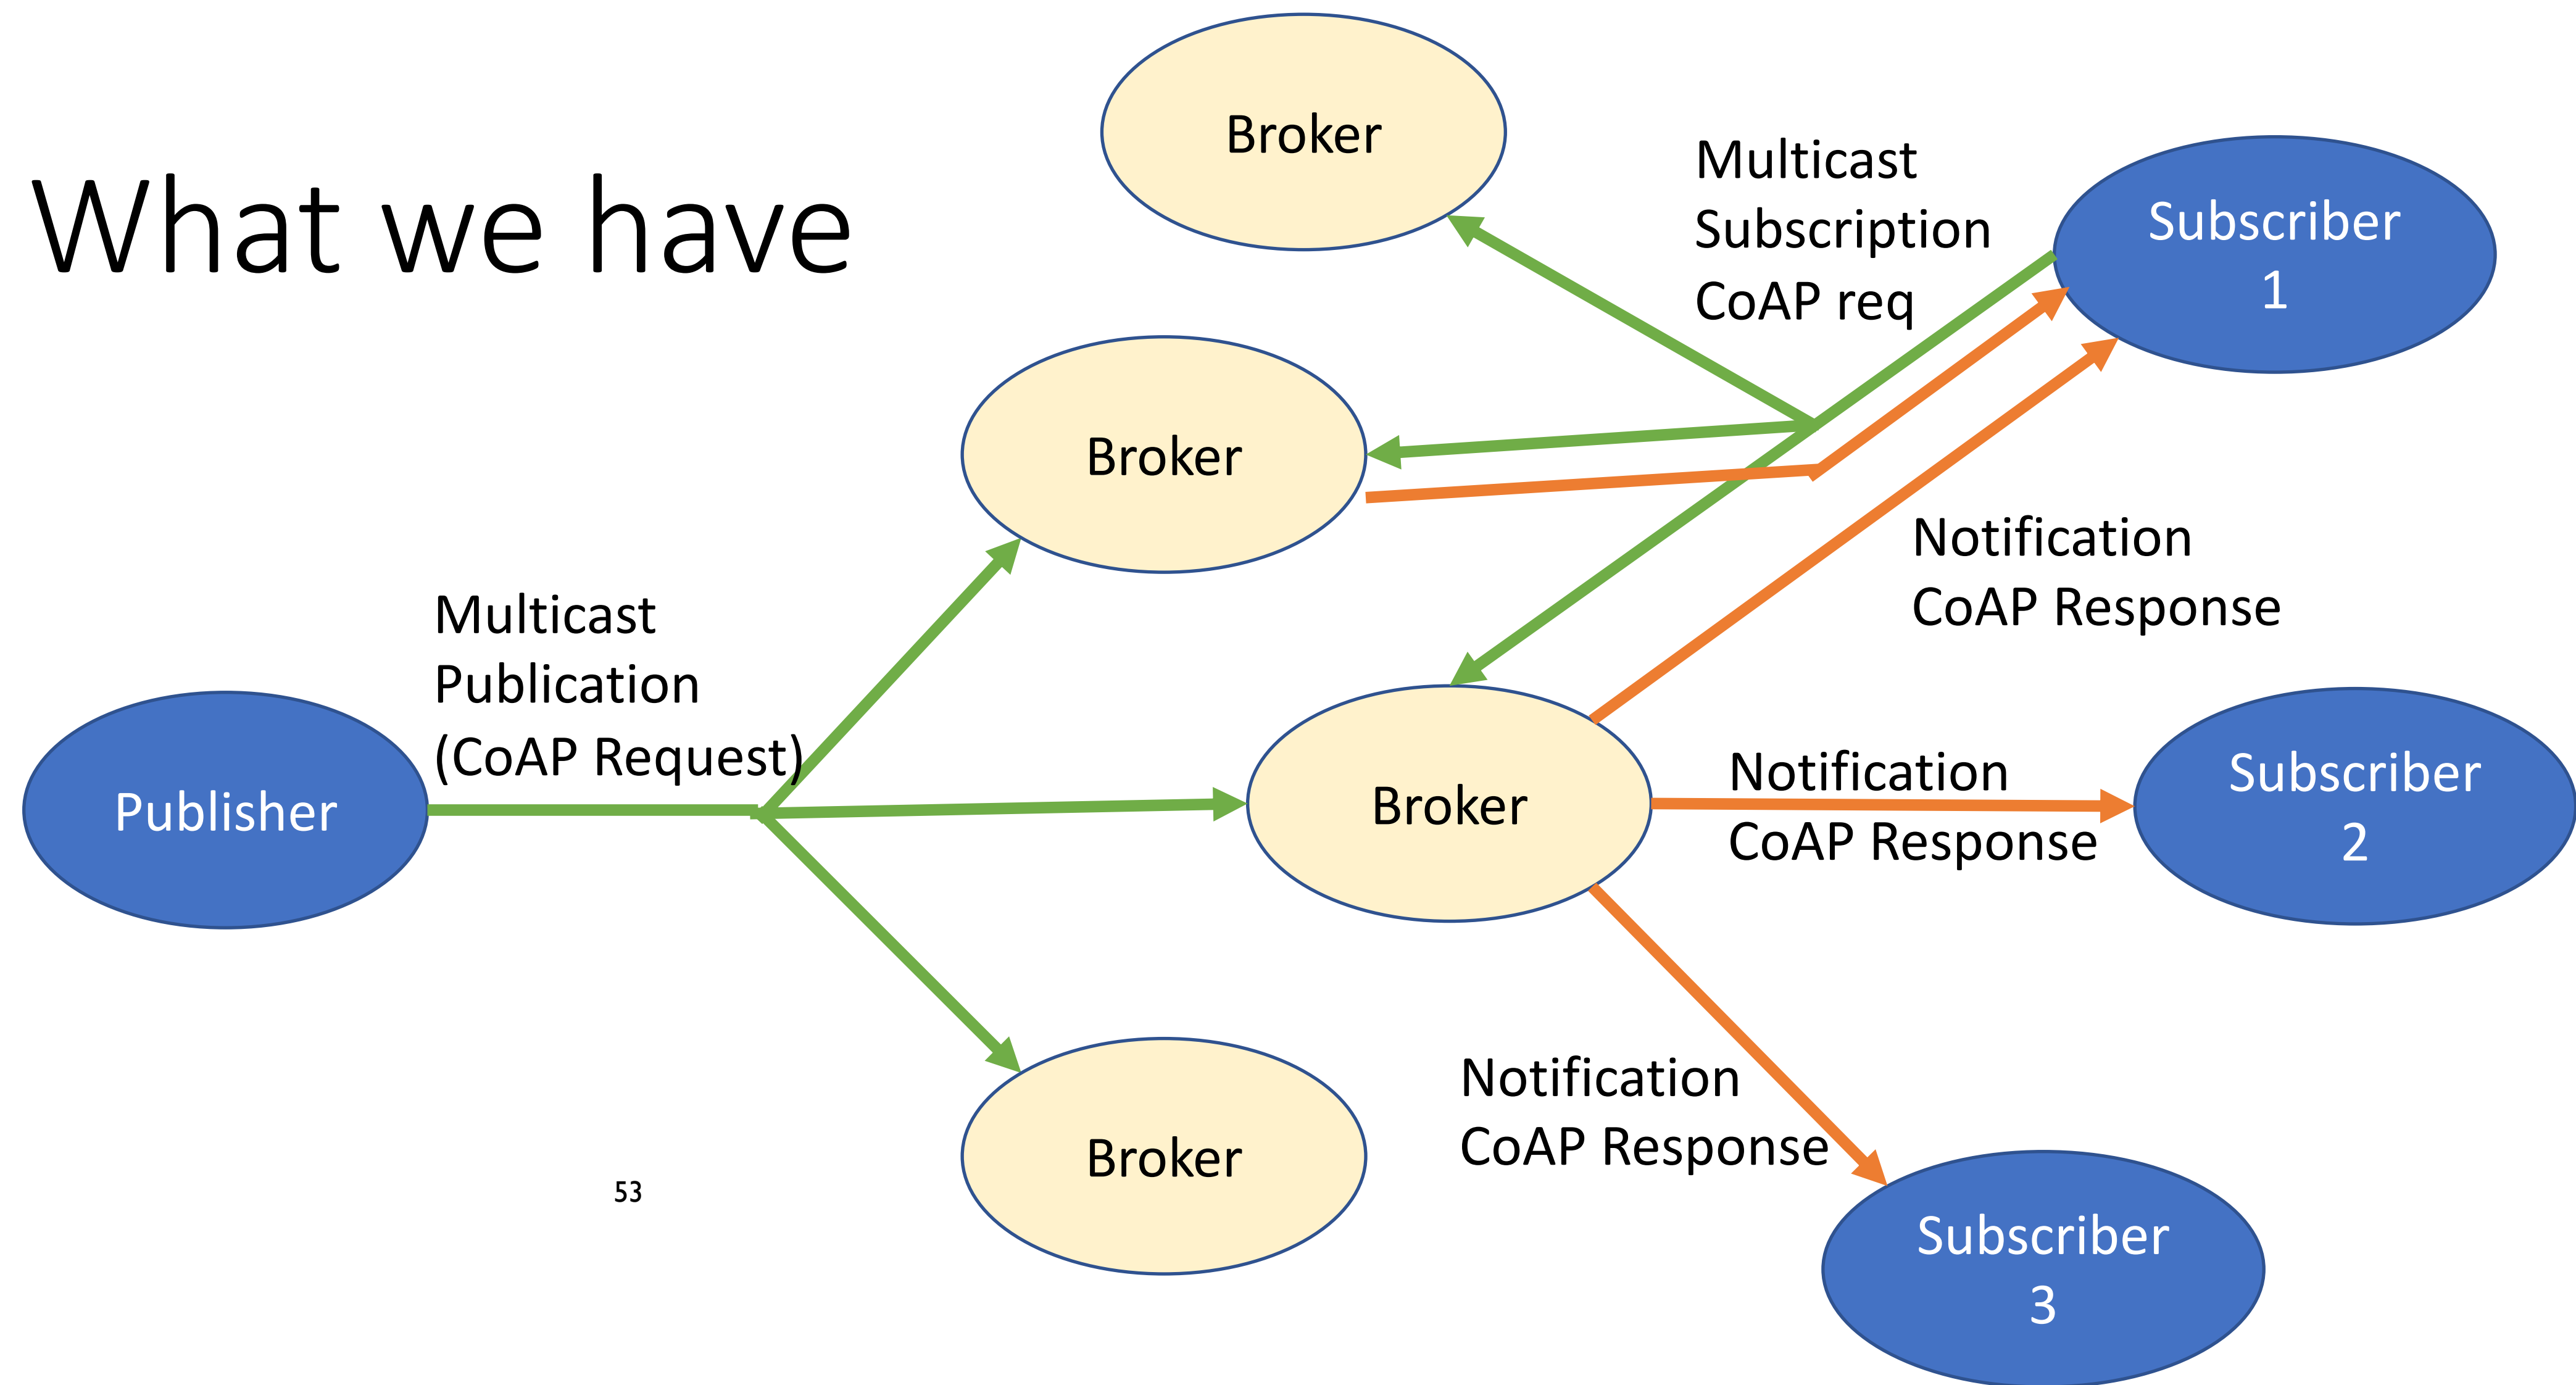 What we have
Broker
Multicast
Subscription
CoAP req
Subscriber
1
Broker
Notification
CoAP Response
Multicast
Publication
(CoAP Request)
Publisher
Broker
Notification
CoAP Response
Subscriber
2
Notification
CoAP Response
Broker
53
Subscriber
3